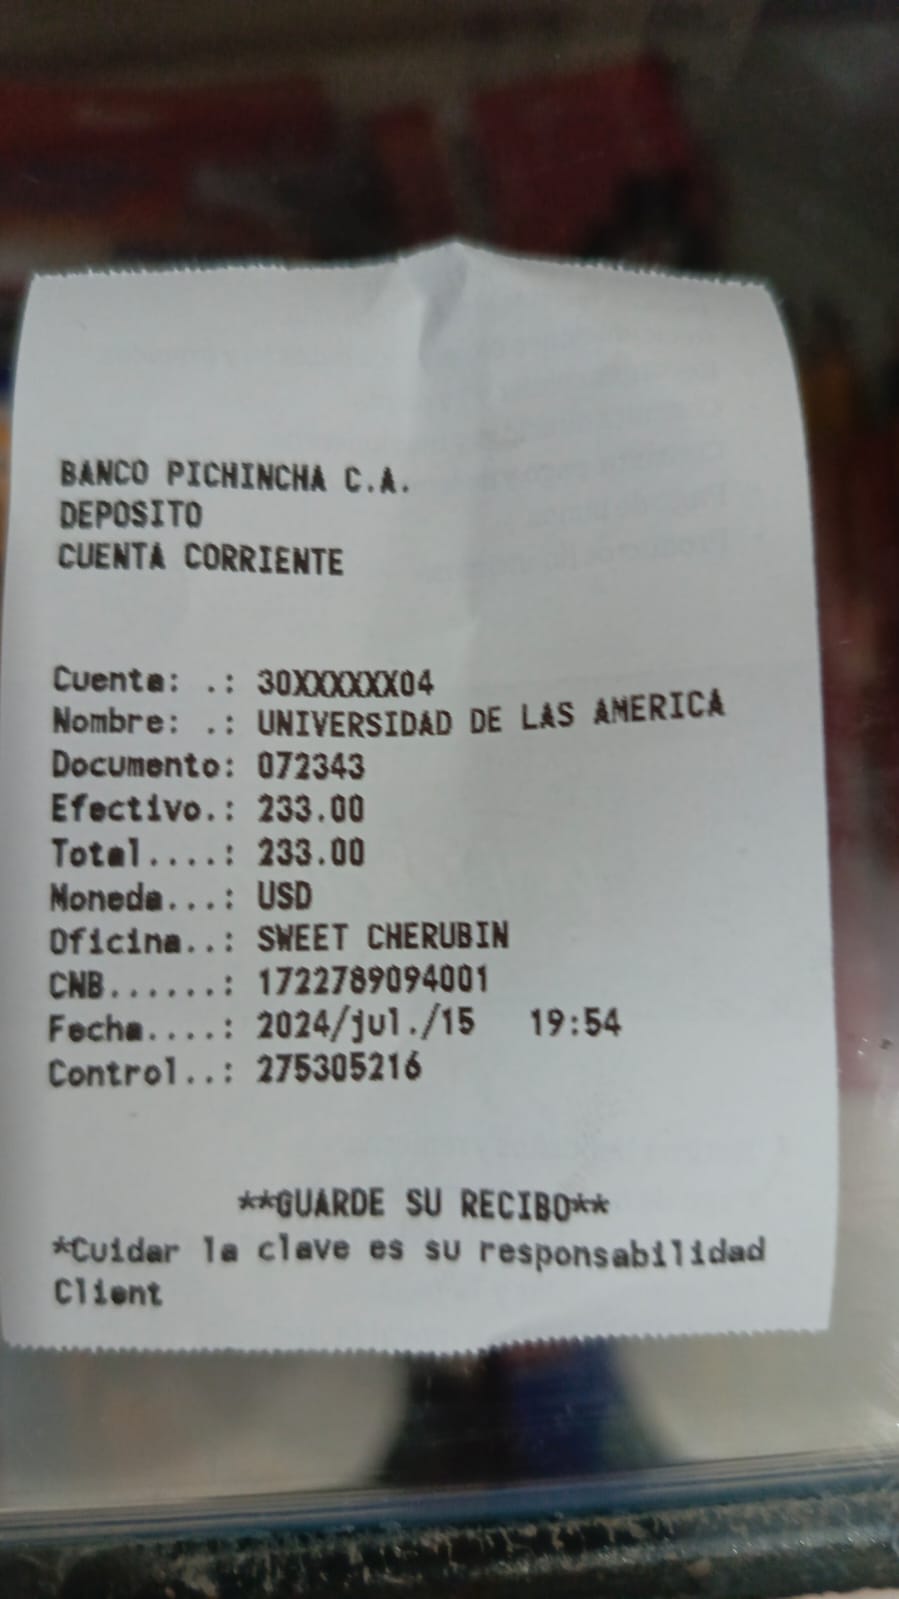 BANCO PICHINCHA C.A.
DEPOSITO
CUENTA CORRIENTE
Cuenta: .: 30XXXXXX04
Nombre: .: UNIVERSIDAD DE LAS AMERICA
Documento: 072343
Efectivo.: 233.00
Total....: 233.00
Moneda...: USD
Oficina..: SWEET CHERUBIN
CNB......: 1722789094001
Fecha....: 2024/jul./15 19:54
Control..: 275305216
**GUARDE SU RECIBO**
*Cuidar la clave es su responsabilidad
Client